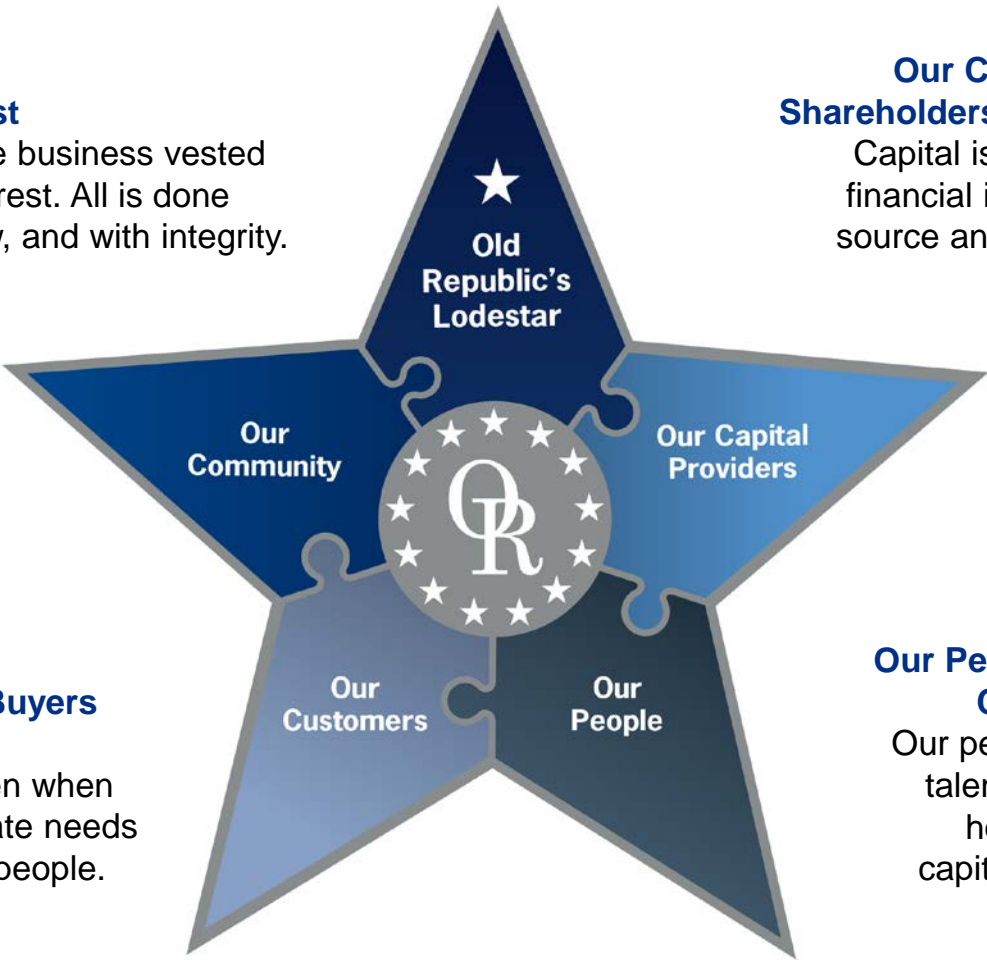 st
e business vested
rest. All is done
, and with integrity.
Our C
Shareholders
Capital is
financial i
source an
Old
Republic's
Lodestar
Our
Community
Our Capital
Providers
OR
Our
Customers
Our
People
Buyers
en when
ate needs
people.
Our Pe
Our pe
taler
he
capit